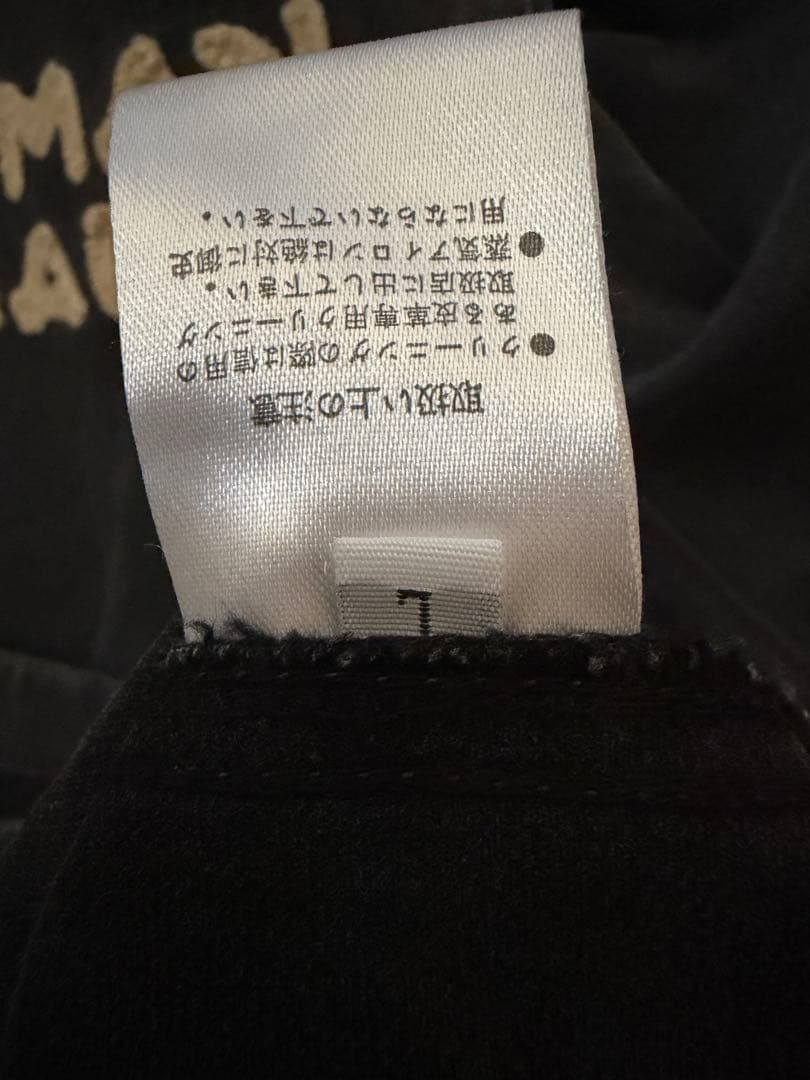 取扱い上の注意
●クリーニングの際は信用の
ある皮革専用クリーニング
取扱店に出して下さい。
●蒸気アイロンは絶対に御使
用にならないで下さい。
L